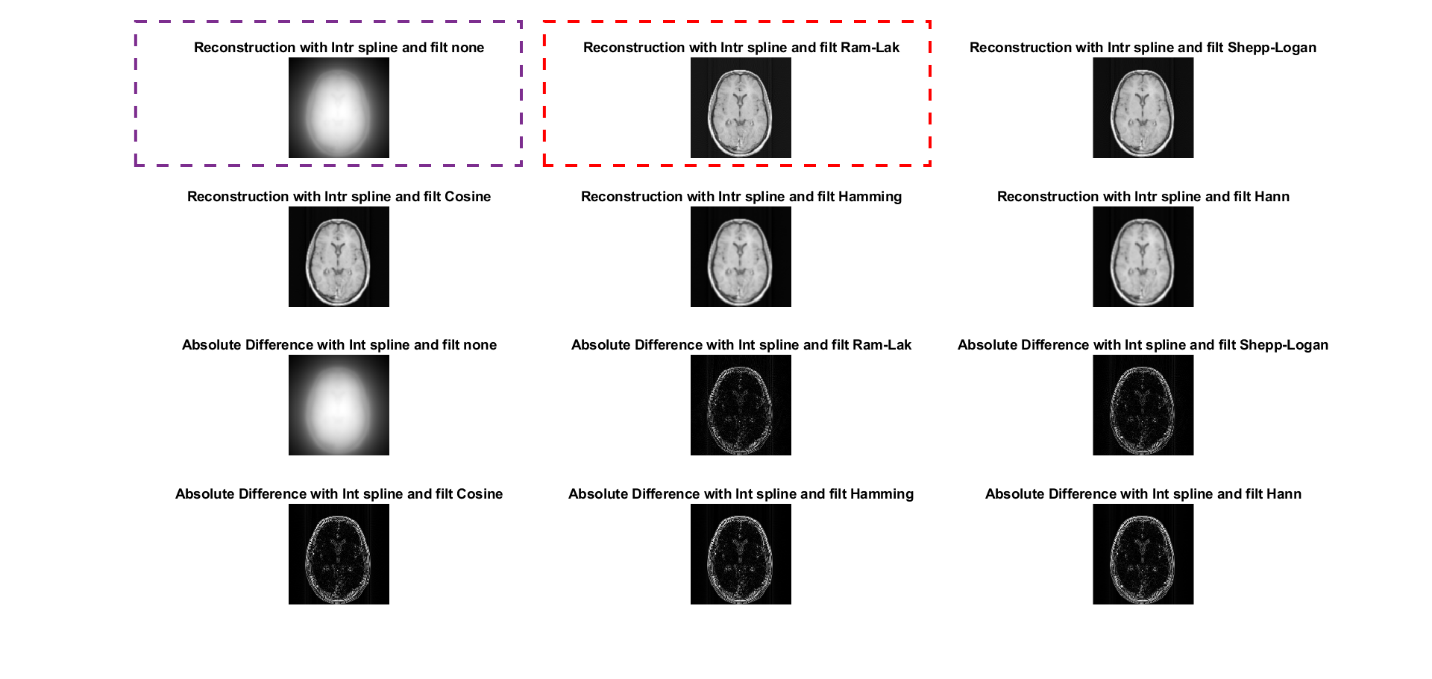 Reconstruction with Intr spline and filt none
Reconstruction with Intr spline and filt Ram-Lak
Reconstruction with Intr spline and filt Shepp-Logan
Reconstruction with Intr spline and filt Cosine
Reconstruction with Intr spline and filt Hamming
Reconstruction with Intr spline and filt Hann
Absolute Difference with Int spline and filt none
Absolute Difference with Int spline and filt Ram-Lak
Absolute Difference with Int spline and filt Shepp-Logan
Absolute Difference with Int spline and filt Cosine
Absolute Difference with Int spline and filt Hamming
Absolute Difference with Int spline and filt Hann